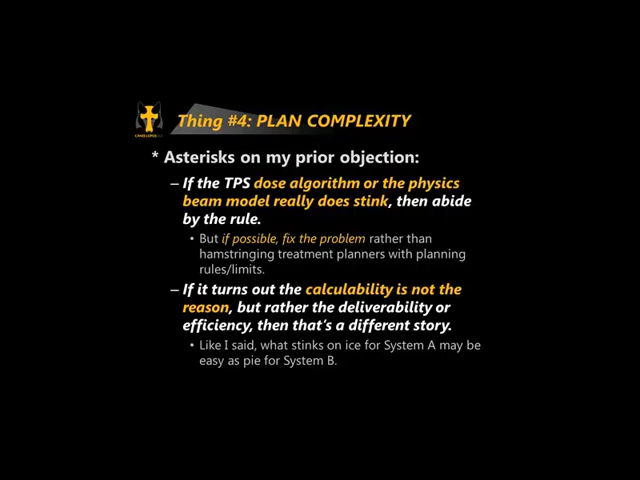 Thing #4: PLAN COMPLEXITY
* Asterisks on my prior objection:
– If the TPS dose algorithm or the physics
beam model really does stink, then abide
by the rule.
• But if possible, fix the problem rather than
hamstringing treatment planners with planning
rules/limits.
– If it turns out the calculability is not the
reason, but rather the deliverability or
efficiency, then that’s a different story.
• Like I said, what stinks on ice for System A may be
easy as pie for System B.